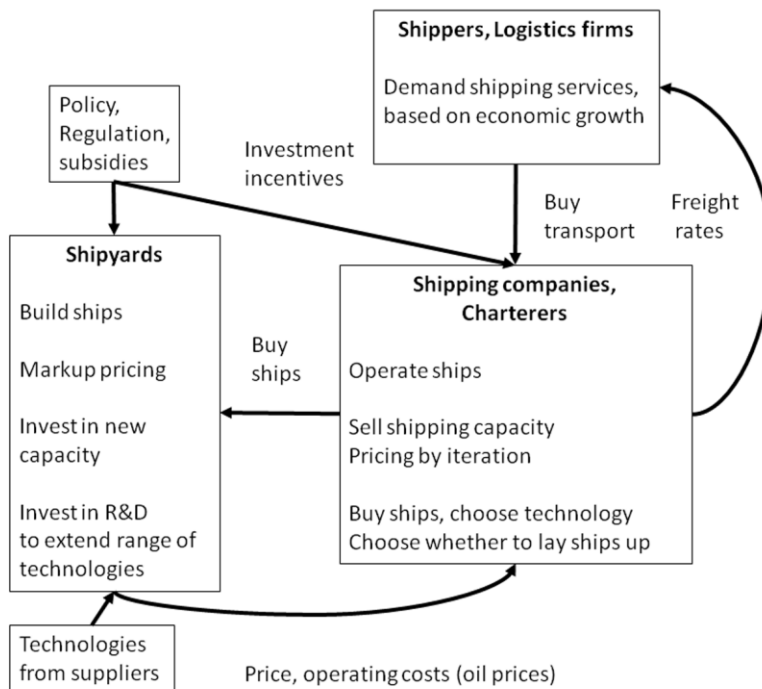 Shippers, Logistics firms
Demand shipping services,
based on economic growth
Policy,
Regulation,
subsidies
Investment
incentives
Buy
transport
Freight
rates
Shipyards
Build ships
Markup pricing
Invest in new
capacity
Invest in R&D
to extend range of
technologies
Buy
ships
Shipping companies,
Charterers
Operate ships
Sell shipping capacity
Pricing by iteration
Buy ships, choose technology
Choose whether to lay ships up
Technologies
from suppliers
Price, operating costs (oil prices)